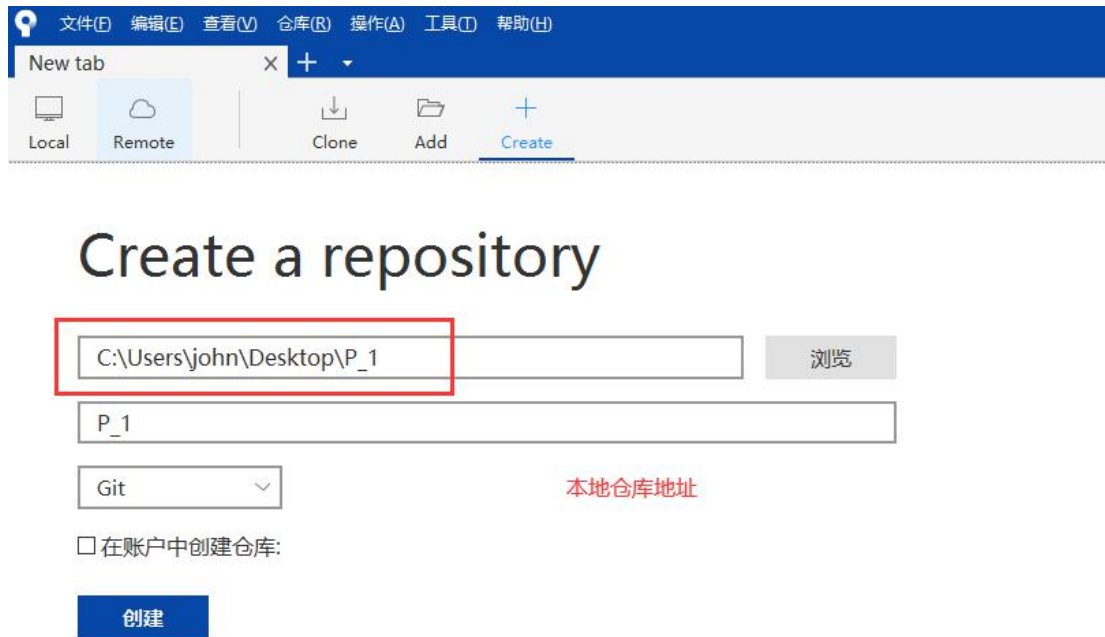 文件(F) 编辑(E) 查看(V) 仓库(R) 操作(A) 工具(T) 帮助(H)
New tab
Local Remote Clone Add Create
Create a repository
C:\Users\john\Desktop\P_1 浏览
P_1
Git 本地仓库地址
在账户中创建仓库:
创建